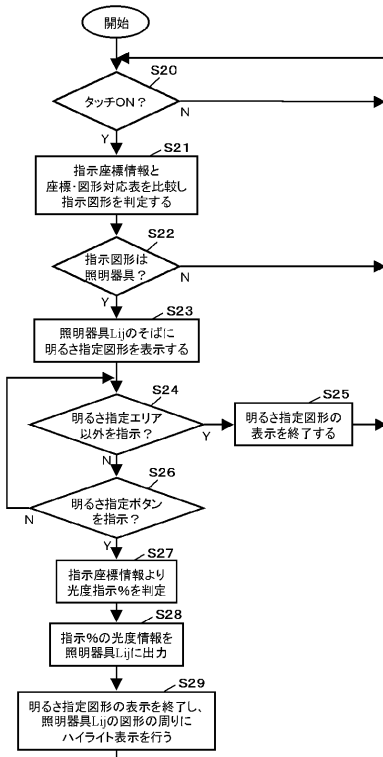 開始
S20
タッチON？
N
Y
S21
指示座標情報と
座標・図形対応表を比較し
指示図形を判定する
S22
指示図形は
照明器具？
N
Y
S23
照明器具Lijのそばに
明るさ指定図形を表示する
S24
明るさ指定エリア
以外を指示？
Y
N
S25
明るさ指定図形の
表示を終了する
S26
明るさ指定ボタン
を指示？
N
Y
S27
指示座標情報より
光度指示%を判定
S28
指示%の光度情報を
照明器具Lijに出力
S29
明るさ指定図形の表示を終了し、
照明器具Lijの図形の周りに
ハイライト表示を行う